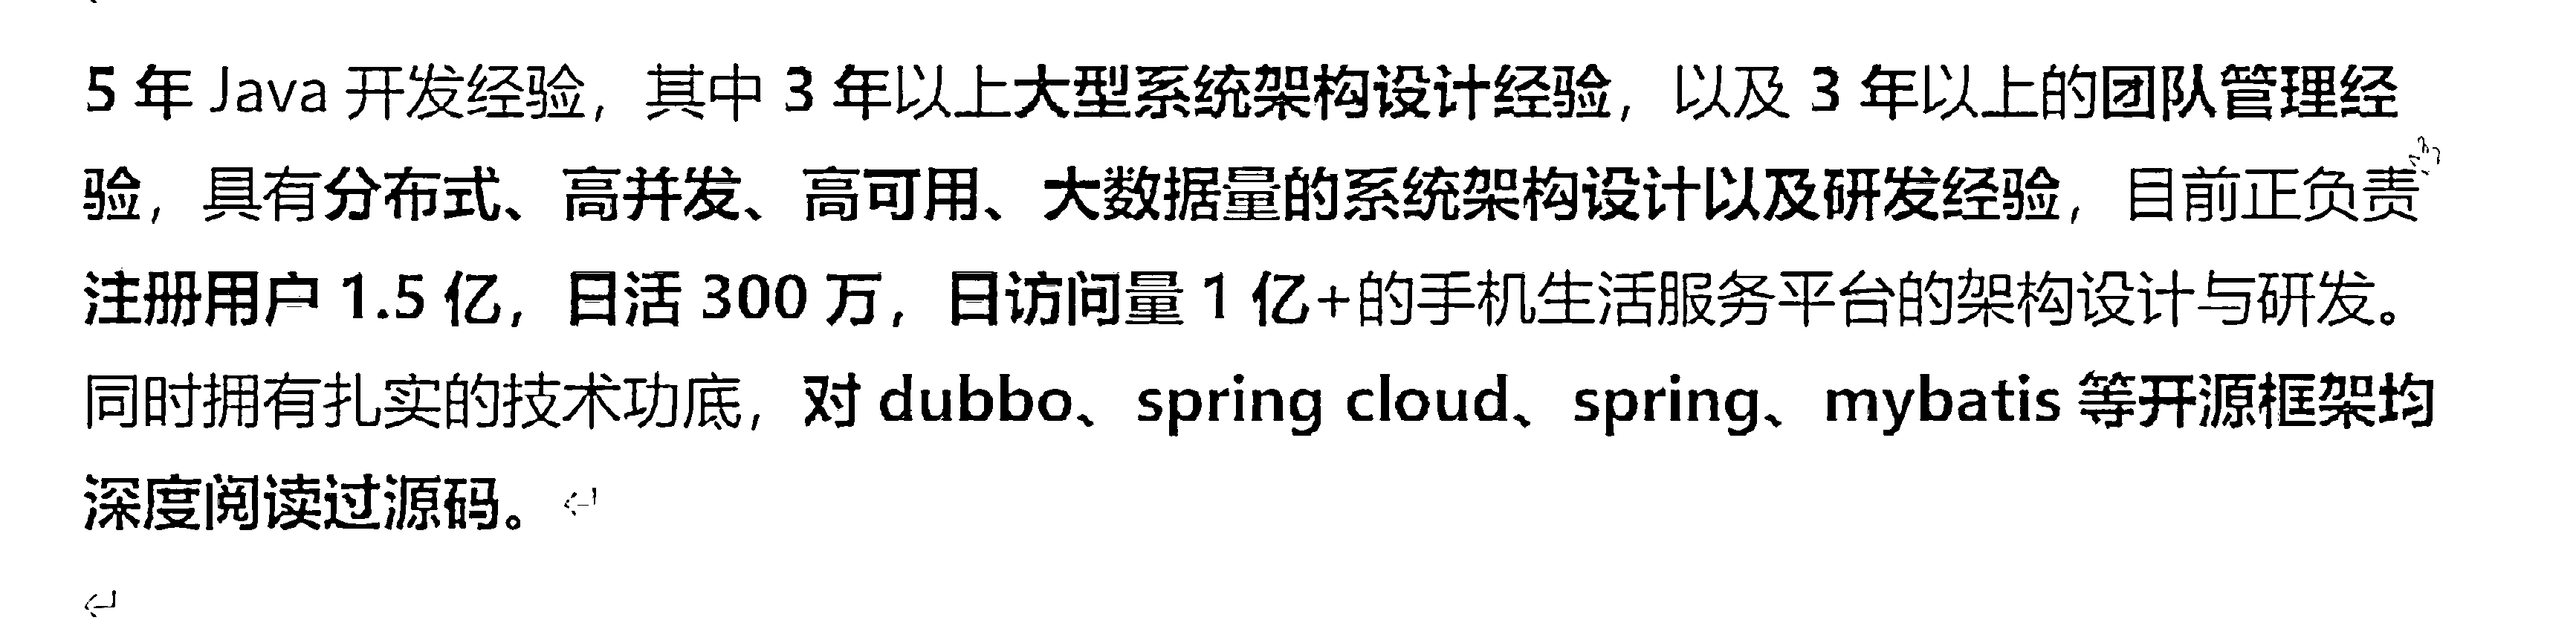 5 年 Java 开发经验，其中 3 年以上大型系统架构设计经验，以及 3 年以上的团队管理经
验，具有分布式、高并发、高可用、大数据量的系统架构设计以及研发经验，目前正负责
注册用户 1.5 亿，日活 300 万，日访问量 1 亿+的手机生活服务平台的架构设计与研发。
同时拥有扎实的技术功底，对 dubbo、spring cloud、spring、mybatis 等开源框架均
深度阅读过源码。